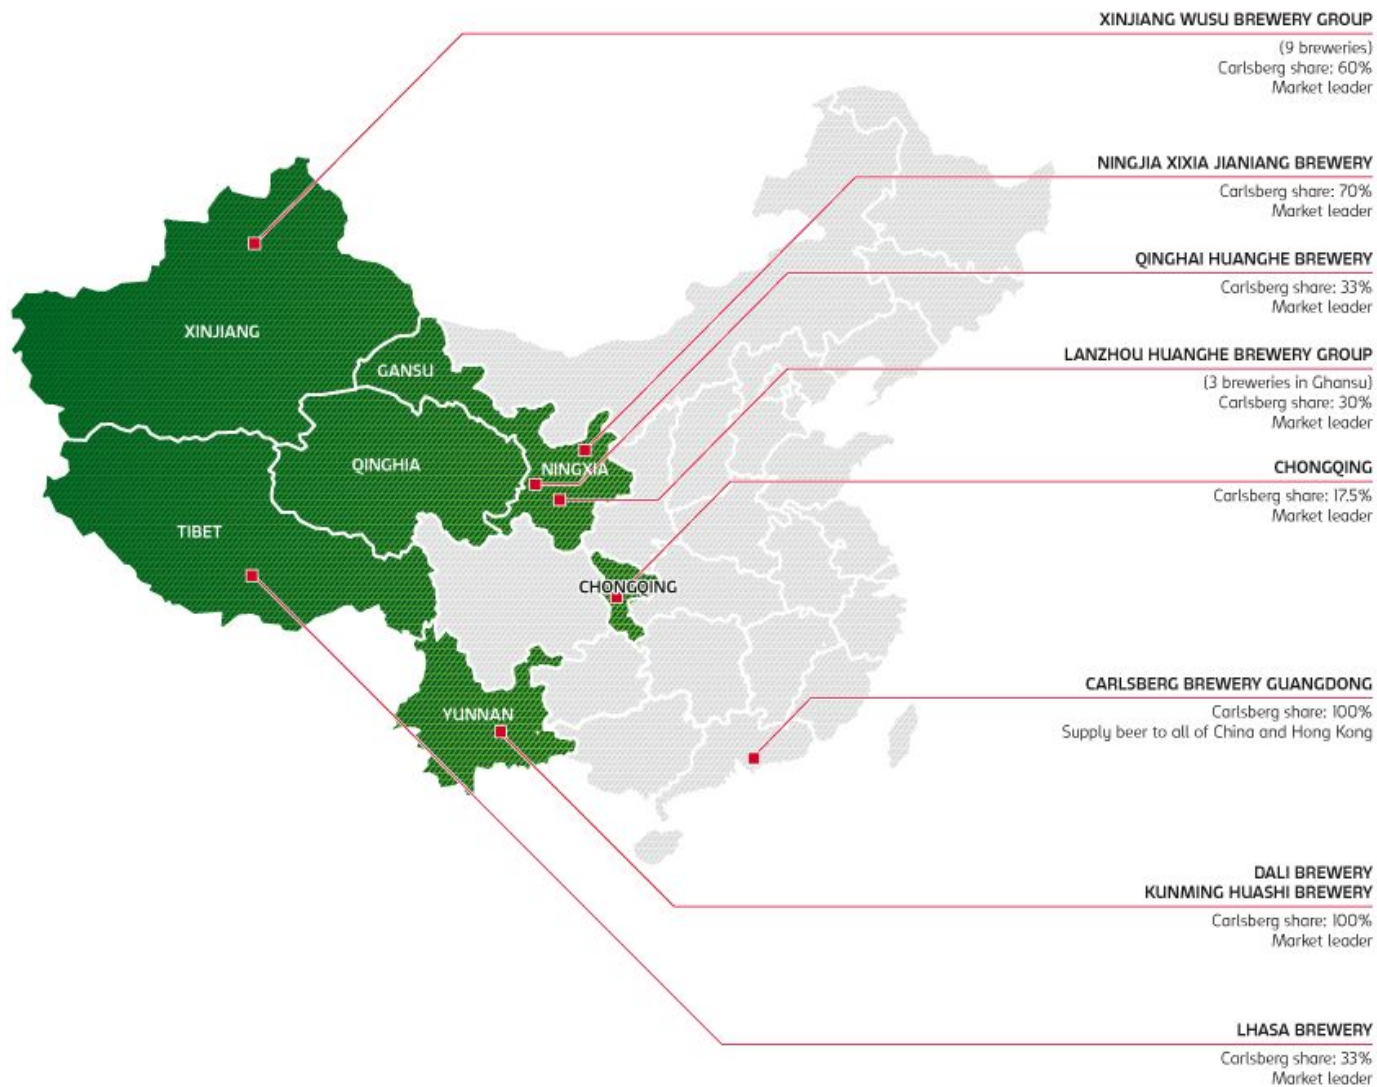 XINJIANG WUSU BREWERY GROUP
(9 breweries)
Carlsberg share: 60%
Market leader
NINGJIA XIXIA JIANIANG BREWERY
Carlsberg share: 70%
Market leader
QINGHAI HUANGHE BREWERY
Carlsberg share: 33%
Market leader
LANZHOU HUANGHE BREWERY GROUP
(3 breweries in Ghansu)
Carlsberg share: 30%
Market leader
CHONGQING
Carlsberg share: 17.5%
Market leader
CARLSBERG BREWERY GUANGDONG
Carlsberg share: 100%
Supply beer to all of China and Hong Kong
DALI BREWERY
KUNMING HUASHI BREWERY
Carlsberg share: 100%
Market leader
LHASA BREWERY
Carlsberg share: 33%
Market leader
XINJIANG
GANSU
QINGHIA
NINGXIA
TIBET
CHONGQING
YUNNAN